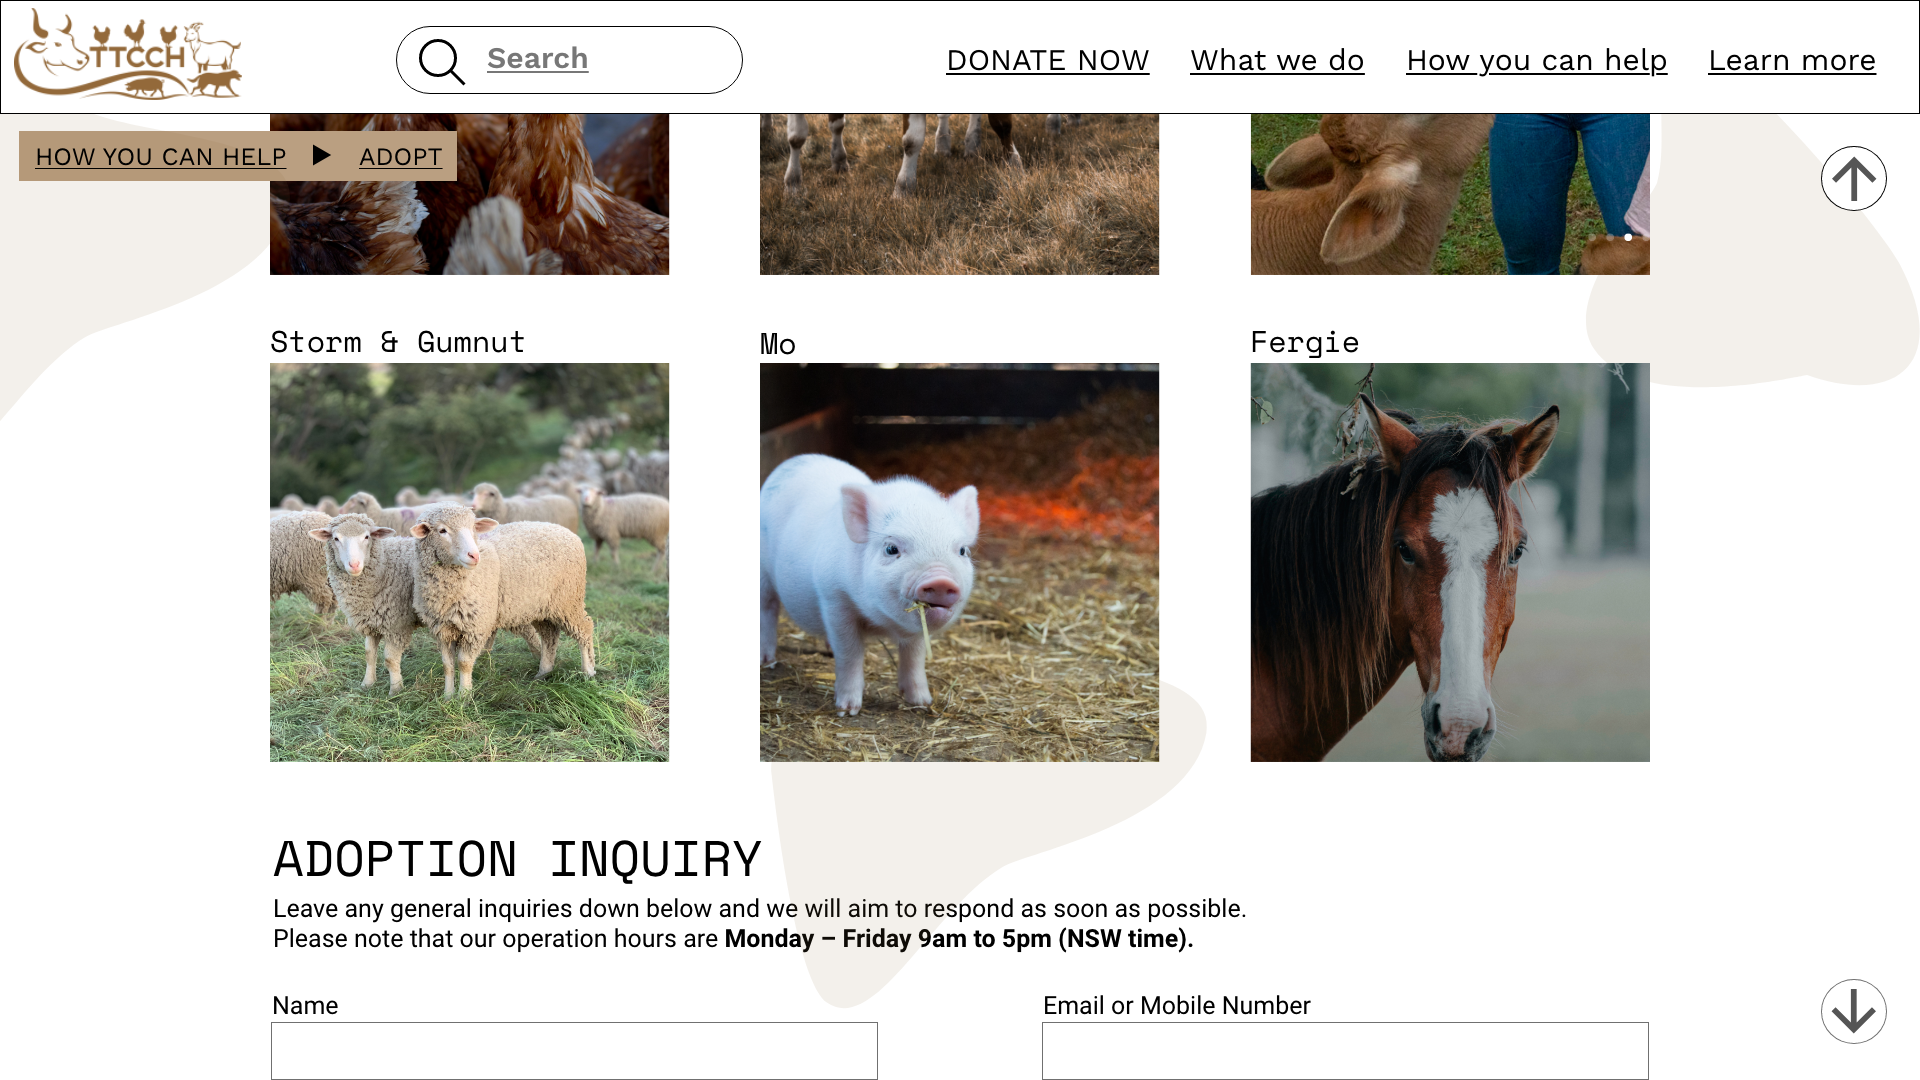 TTCCH
Search
DONATE NOW
What we do
How you can help
Learn more
HOW YOU CAN HELP
ADOPT
Storm & Gumnut
Mo
Fergie
ADOPTION INQUIRY
Leave any general inquiries down below and we will aim to respond as soon as possible.
Please note that our operation hours are Monday – Friday 9am to 5pm (NSW time).
Name
Email or Mobile Number